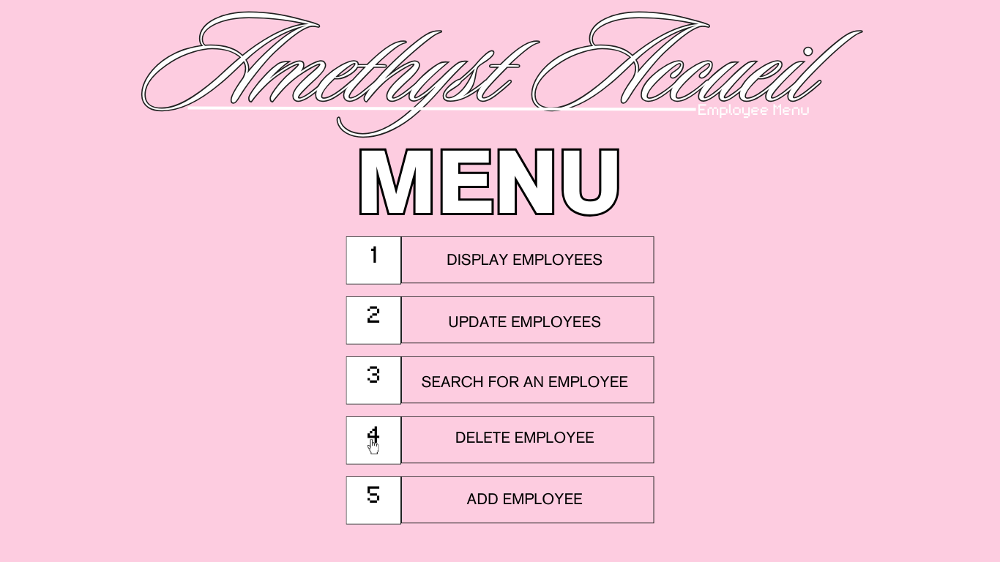 Amethyst Accueil
Employee Menu
MENU
1 DISPLAY EMPLOYEES
2 UPDATE EMPLOYEES
3 SEARCH FOR AN EMPLOYEE
4 DELETE EMPLOYEE
5 ADD EMPLOYEE